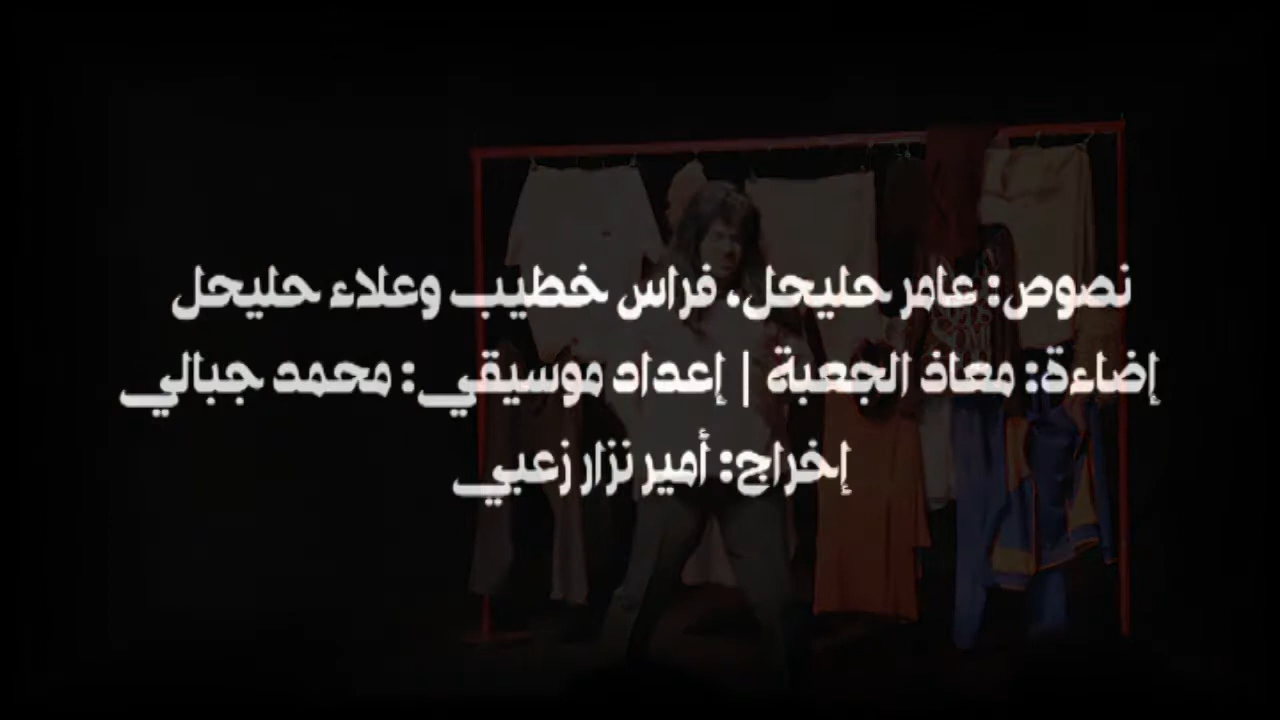 نصوص: عامر حليحل، فراس خطيب وعلاء حليحل
إضاءة: معاذ الجعبة | إعداد موسيقي: محمد جبالي
إخراج: أمير نزار زعبي